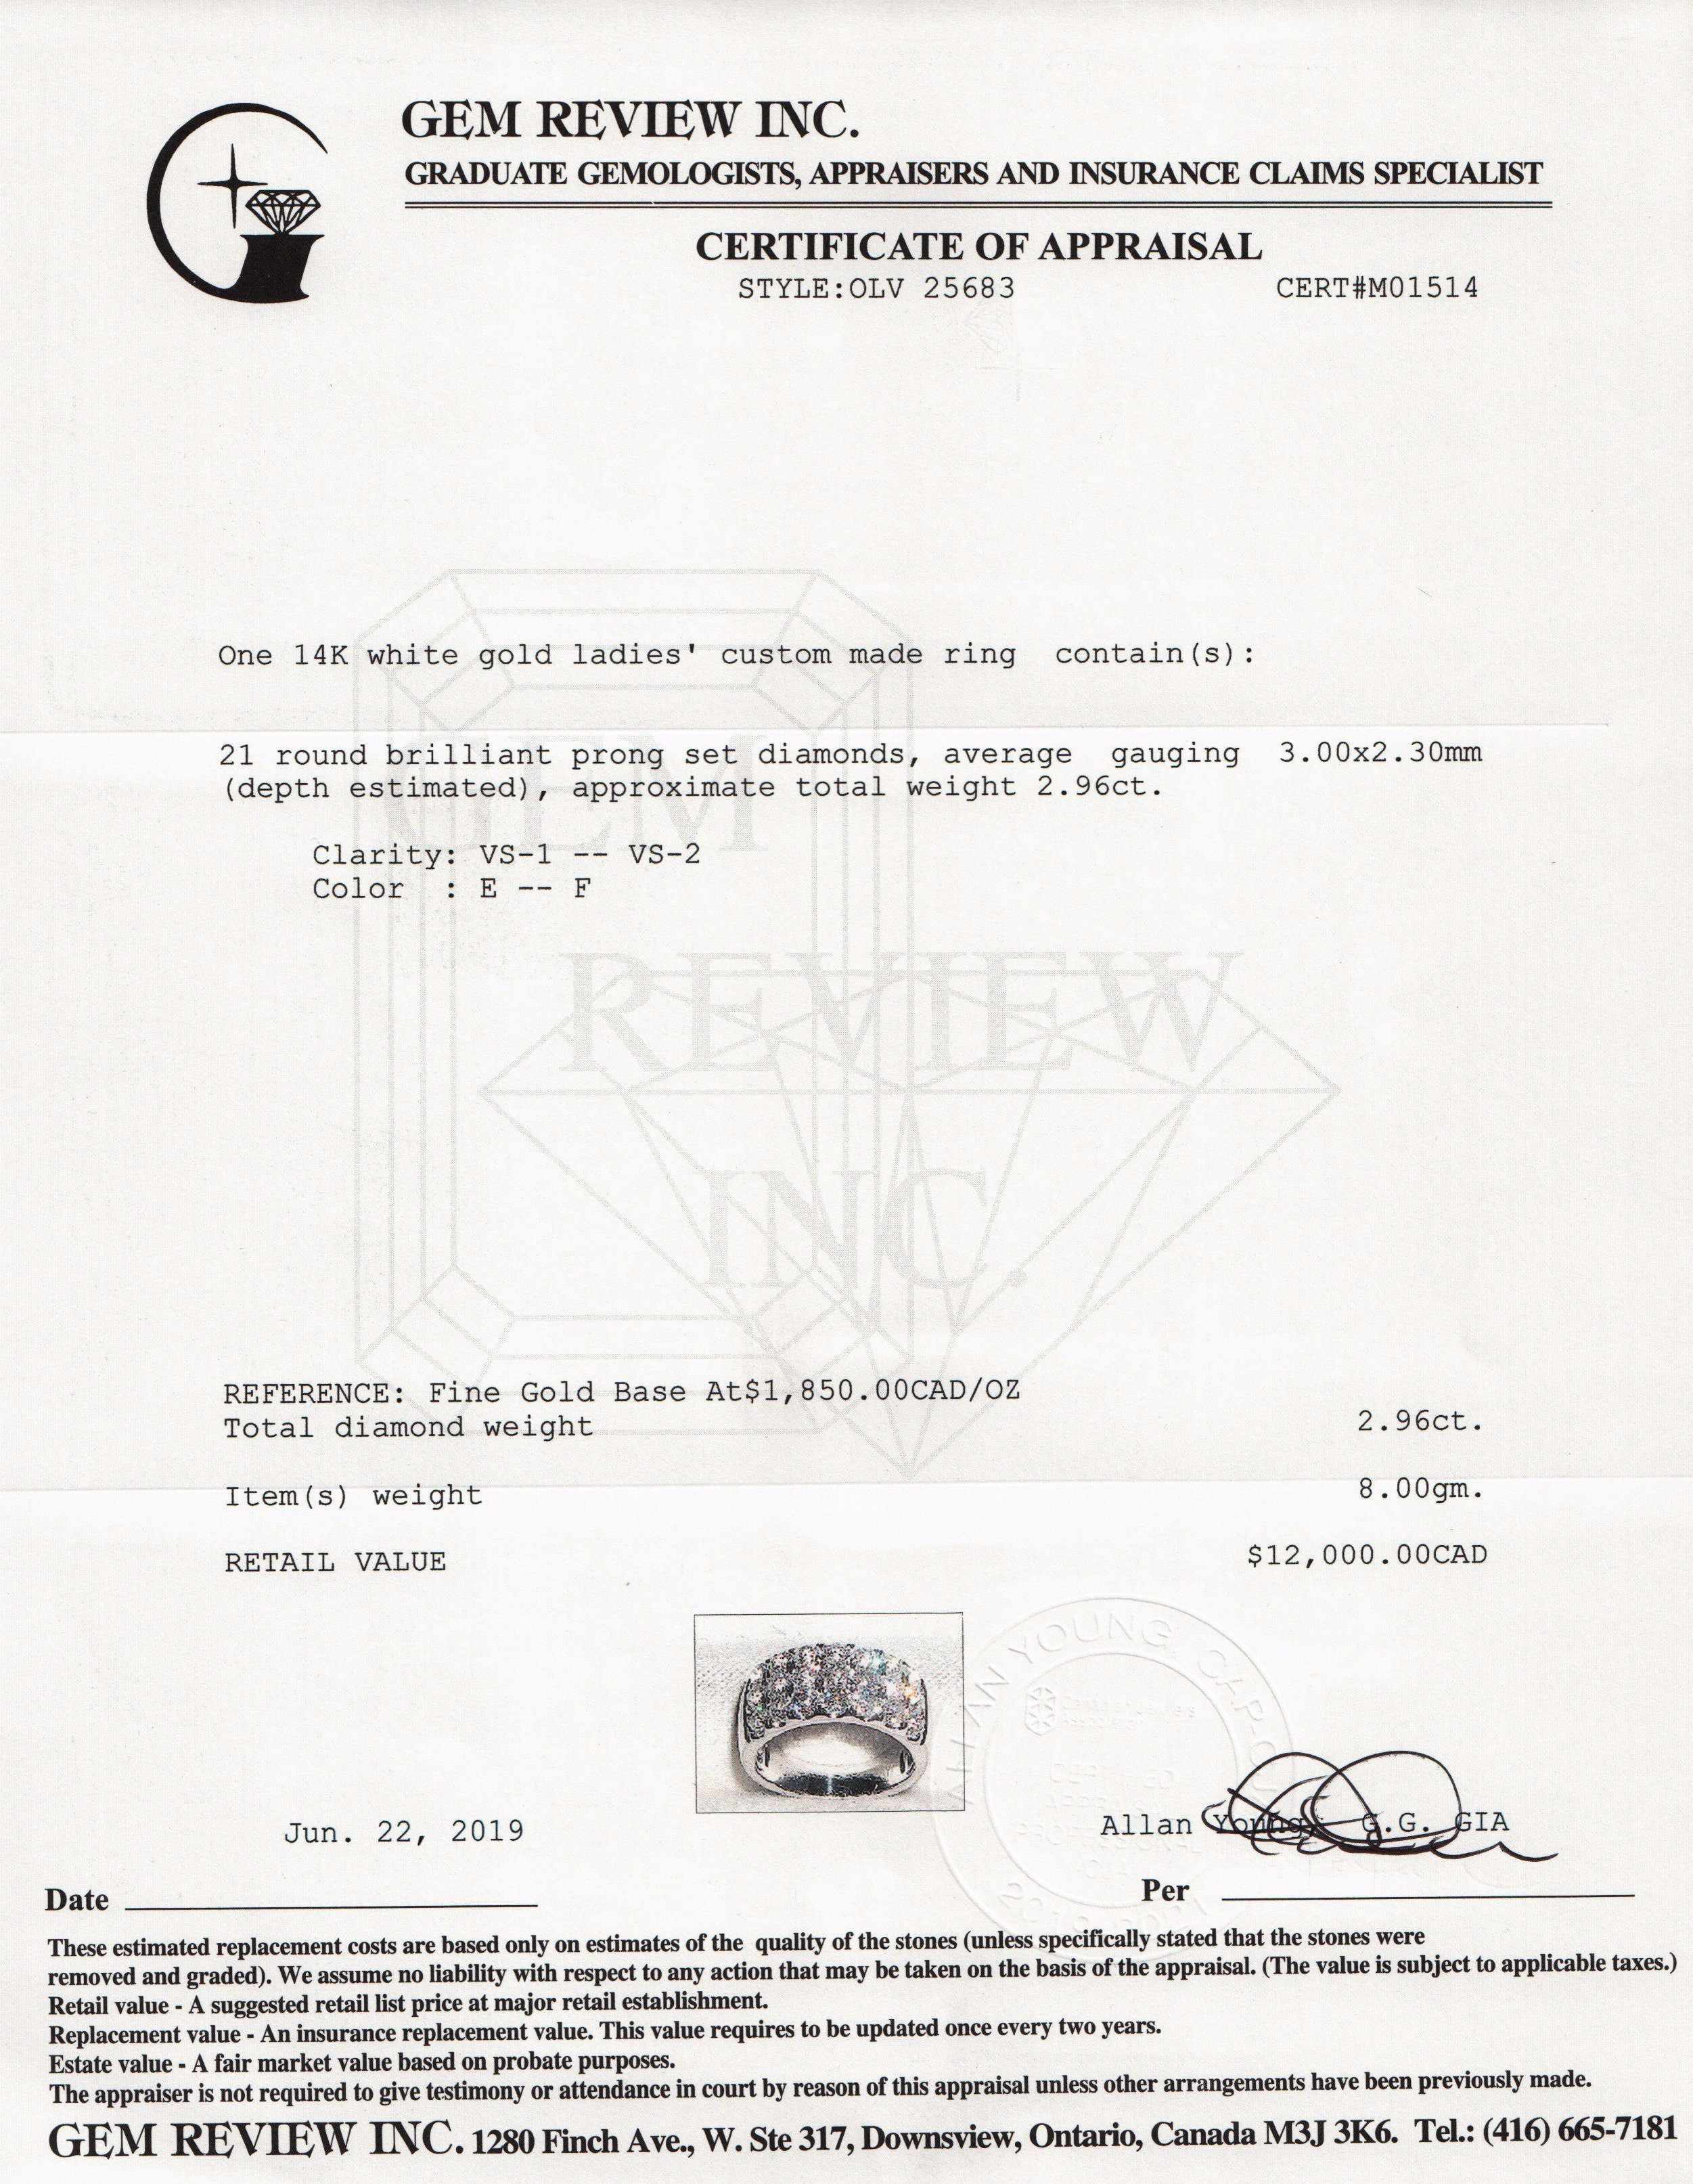 GEM REVIEW INC.
GRADUATE GEMOLOGISTS, APPRAISERS AND INSURANCE CLAIMS SPECIALIST
CERTIFICATE OF APPRAISAL
STYLE:OLV 25683 CERT#M01514
One 14K white gold ladies' custom made ring contain(s):
21 round brilliant prong set diamonds, average gauging 3.00x2.30mm
(depth estimated), approximate total weight 2.96ct.
GEM
Clarity: VS-1 -- VS-2
Color : E -- F
REVIEW
INC.
REFERENCE: Fine Gold Base At$1,850.00CAD/OZ
Total diamond weight 2.96ct.
Item(s) weight 8.00gm.
RETAIL VALUE $12,000.00CAD
ALLAN YOUNG
Jun. 22, 2019
Allan Young, G.G. GIA
Date
Per
These estimated replacement costs are based only on estimates of the quality of the stones (unless specifically stated that the stones were
removed and graded). We assume no liability with respect to any action that may be taken on the basis of the appraisal. (The value is subject to applicable taxes.)
Retail value - A suggested retail list price at major retail establishment.
Replacement value - An insurance replacement value. This value requires to be updated once every two years.
Estate value - A fair market value based on probate purposes.
The appraiser is not required to give testimony or attendance in court by reason of this appraisal unless other arrangements have been previously made.
GEM REVIEW INC. 1280 Finch Ave., W. Ste 317, Downsview, Ontario, Canada M3J 3K6. Tel.: (416) 665-7181